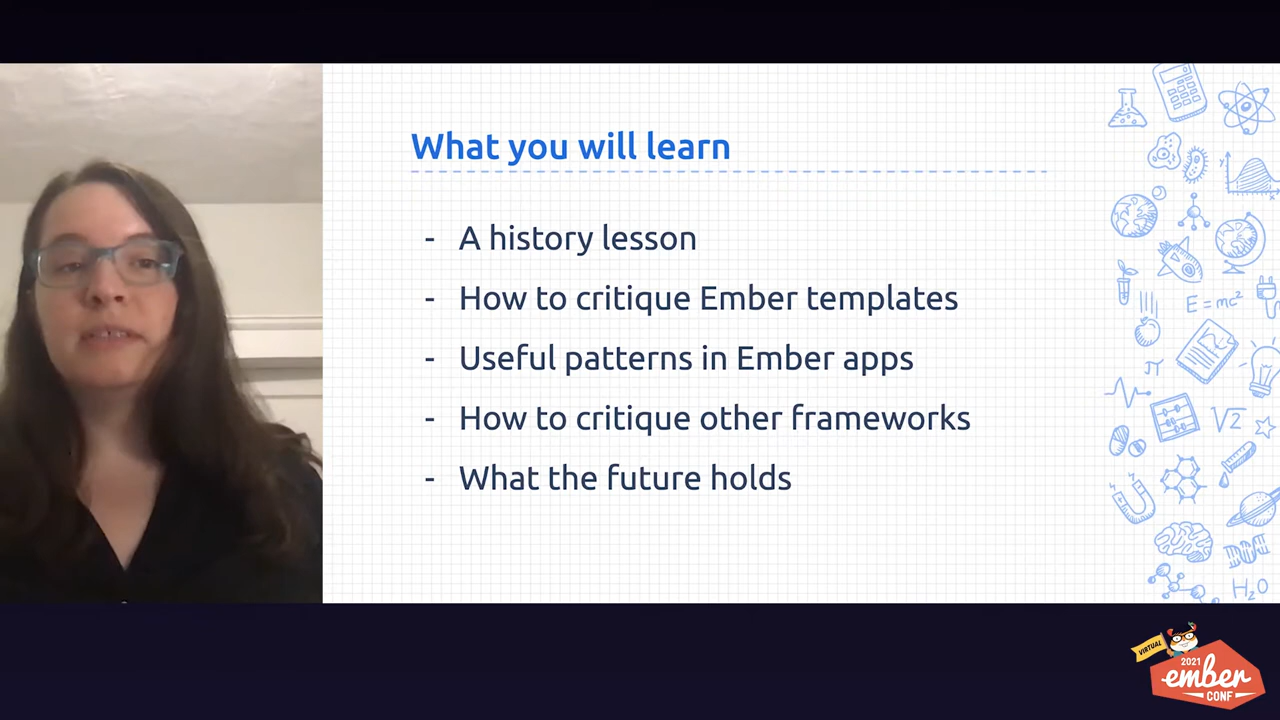 What you will learn
- A history lesson
- How to critique Ember templates
- Useful patterns in Ember apps
- How to critique other frameworks
- What the future holds
y
x
E=mc²
π
√2
H₂O
VIRTUAL
2021
ember
CONF